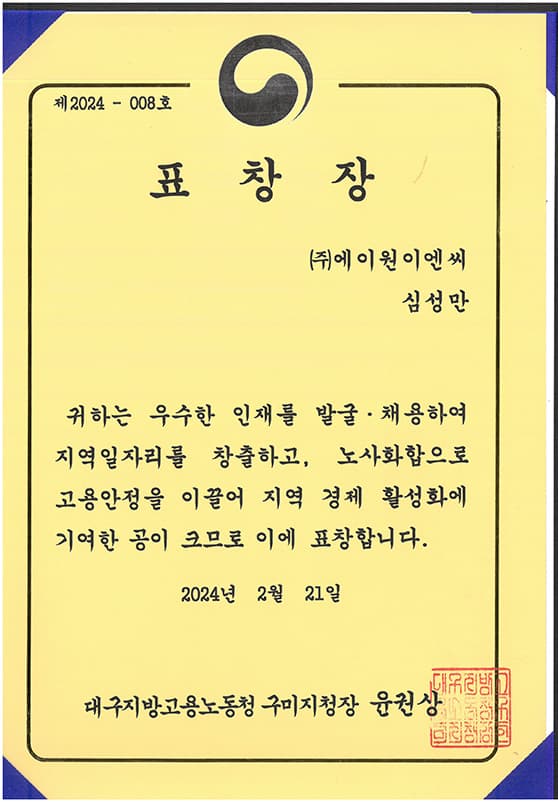 제2024 - 008호
표 창 장
㈜에이원이엔씨
심성만
귀하는 우수한 인재를 발굴·채용하여
지역일자리를 창출하고, 노사화합으로
고용안정을 이끌어 지역 경제 활성화에
기여한 공이 크므로 이에 표창합니다.
2024년 2월 21일
대구지방고용노동청 구미지청장 윤권상